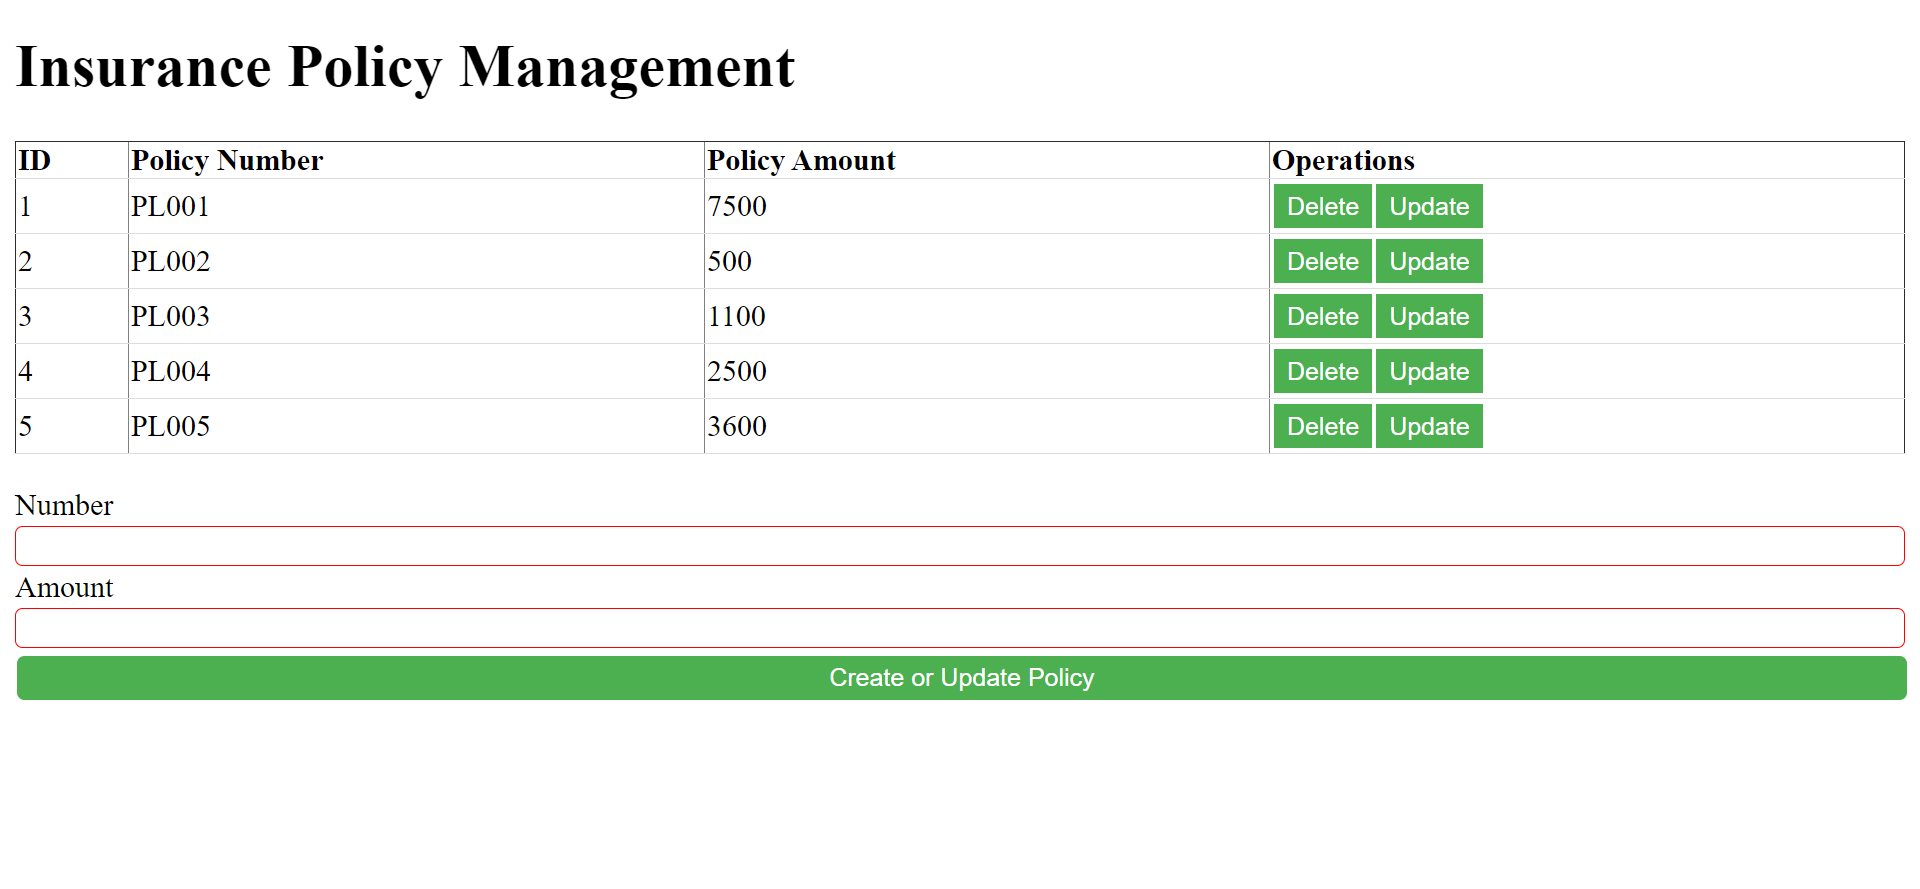 Insurance Policy Management
ID Policy Number Policy Amount Operations
1 PL001 7500 Delete Update
2 PL002 500 Delete Update
3 PL003 1100 Delete Update
4 PL004 2500 Delete Update
5 PL005 3600 Delete Update
Number
Amount
Create or Update Policy